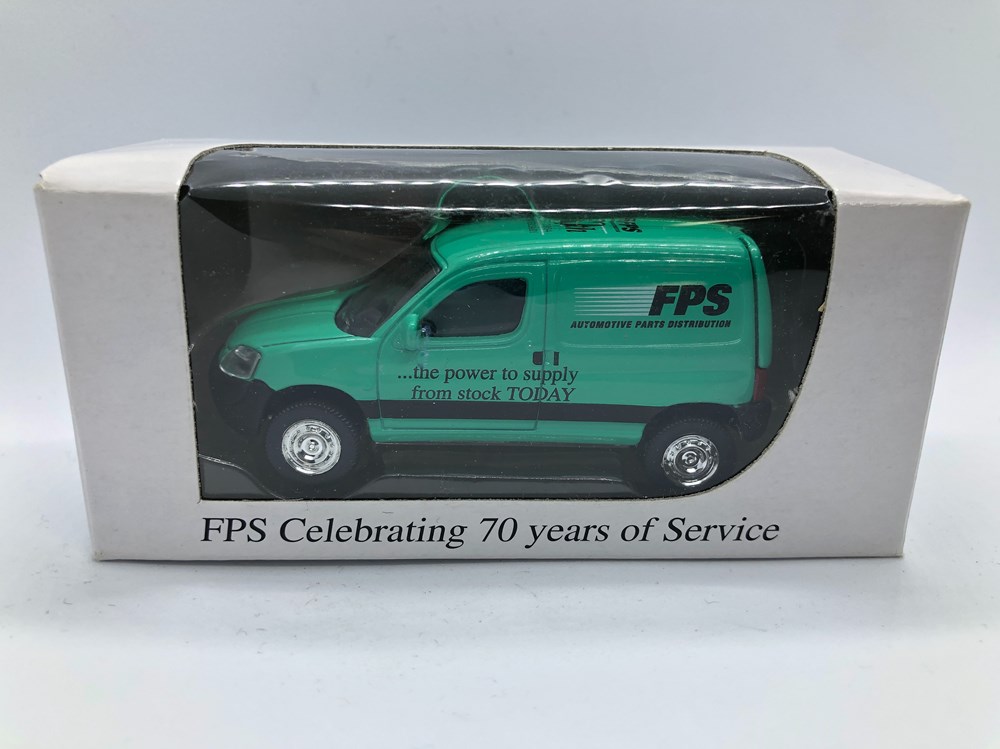 FPS
AUTOMOTIVE PARTS DISTRIBUTION
...the power to supply
from stock TODAY
FPS Celebrating 70 years of Service